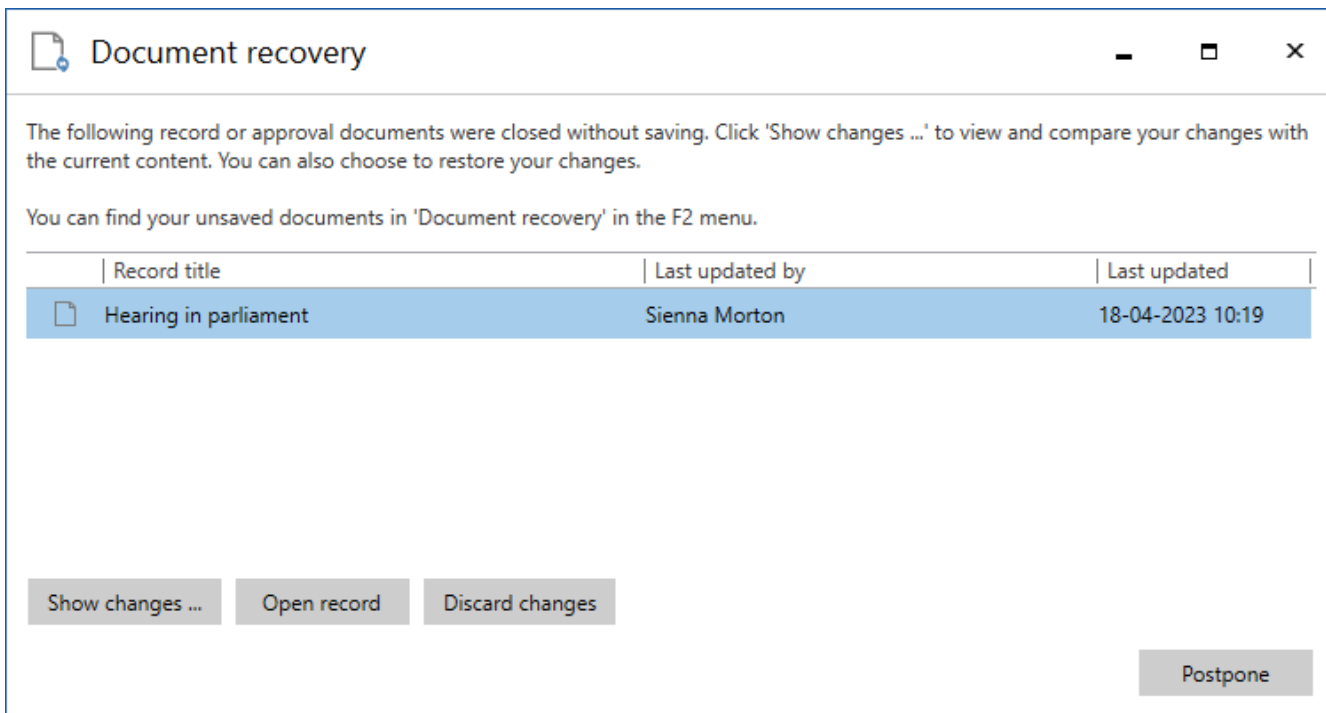 Document recovery
The following record or approval documents were closed without saving. Click 'Show changes ...' to view and compare your changes with
the current content. You can also choose to restore your changes.
You can find your unsaved documents in 'Document recovery' in the F2 menu.
Record title Last updated by Last updated
Hearing in parliament Sienna Morton 18-04-2023 10:19
Show changes ... Open record Discard changes
Postpone